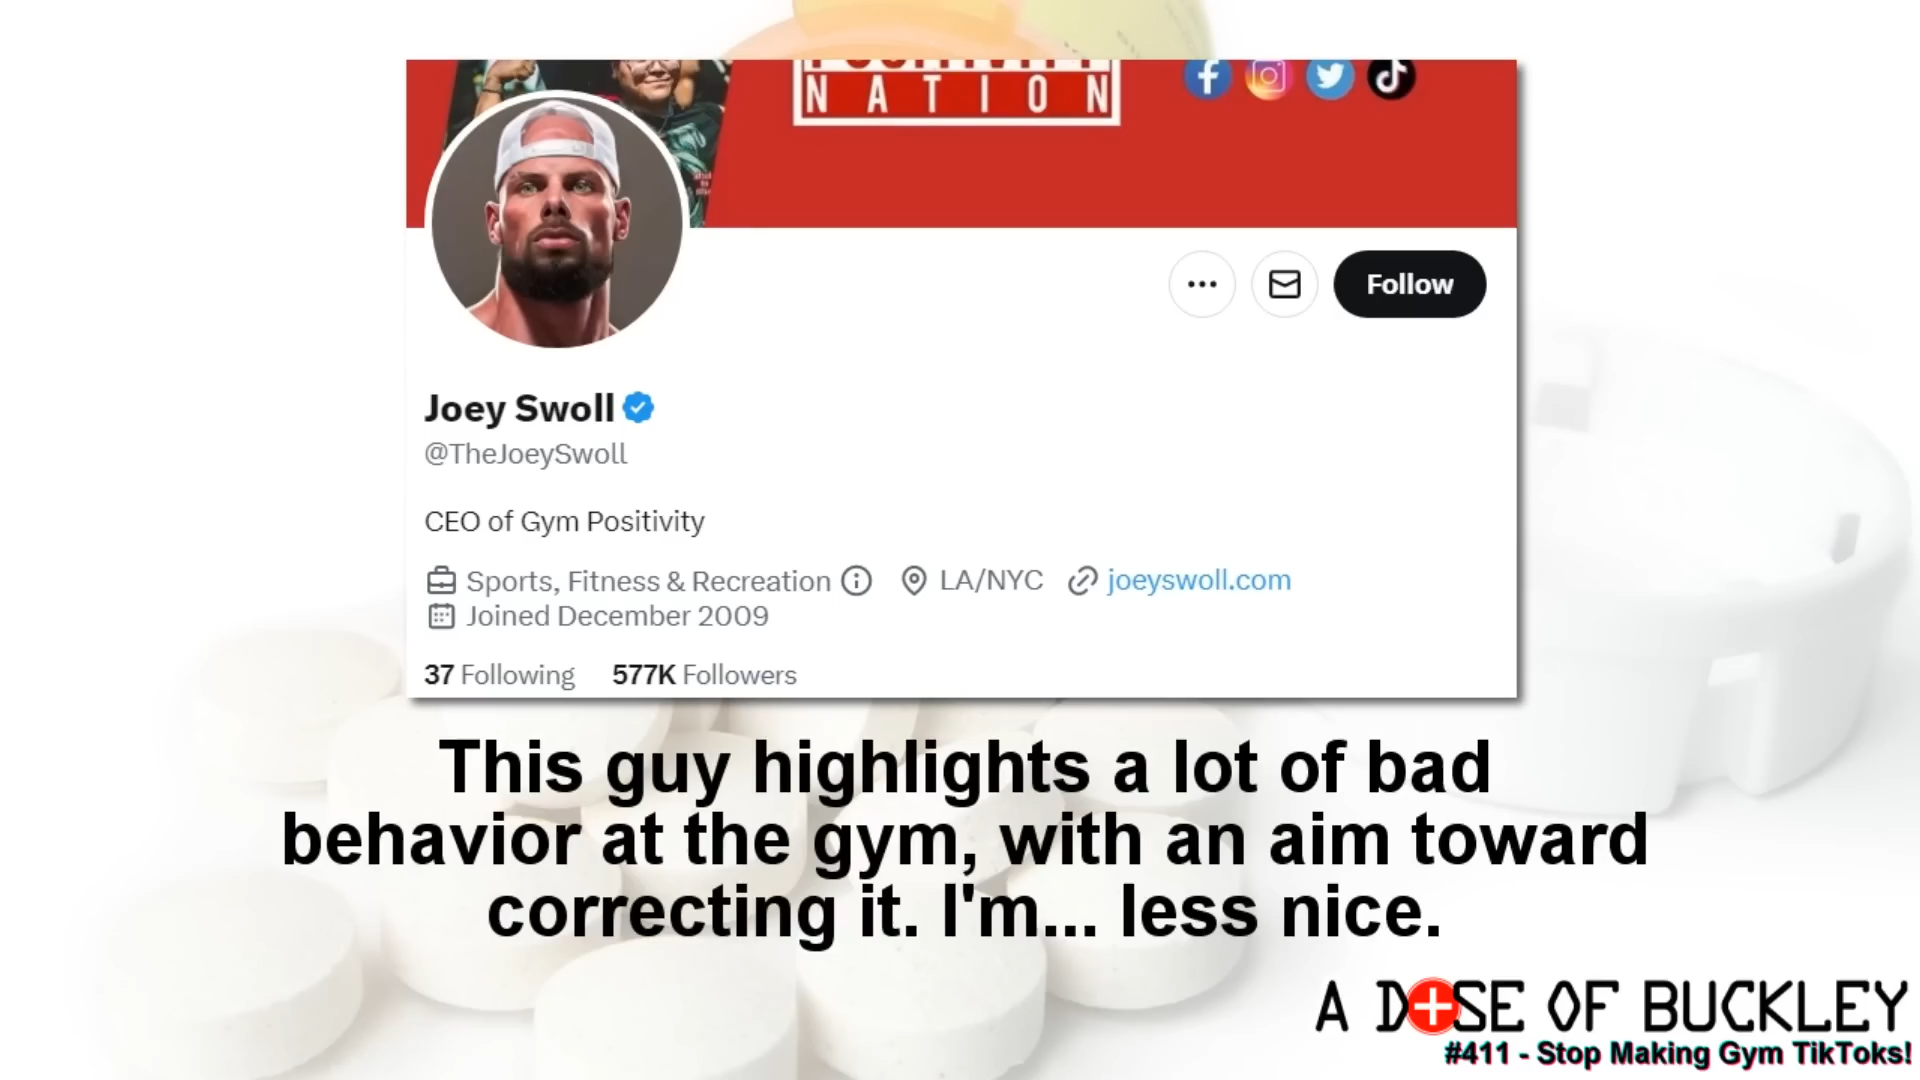 NATION
Follow
Joey Swoll
@TheJoeySwoll
CEO of Gym Positivity
Sports, Fitness & Recreation LA/NYC joeyswoll.com
Joined December 2009
37 Following 577K Followers
This guy highlights a lot of bad
behavior at the gym, with an aim toward
correcting it. I'm... less nice.
A DOSE OF BUCKLEY
#411 - Stop Making Gym TikToks!